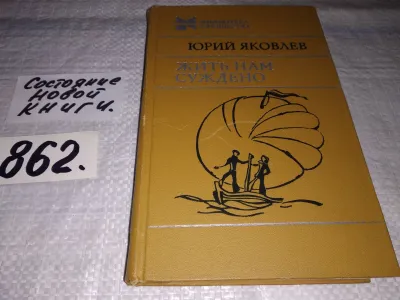 Состояние
новой
книги.
862.
ЮРИЙ ЯКОВЛЕВ
ЖИТЬ НАМ
СУЖДЕНО